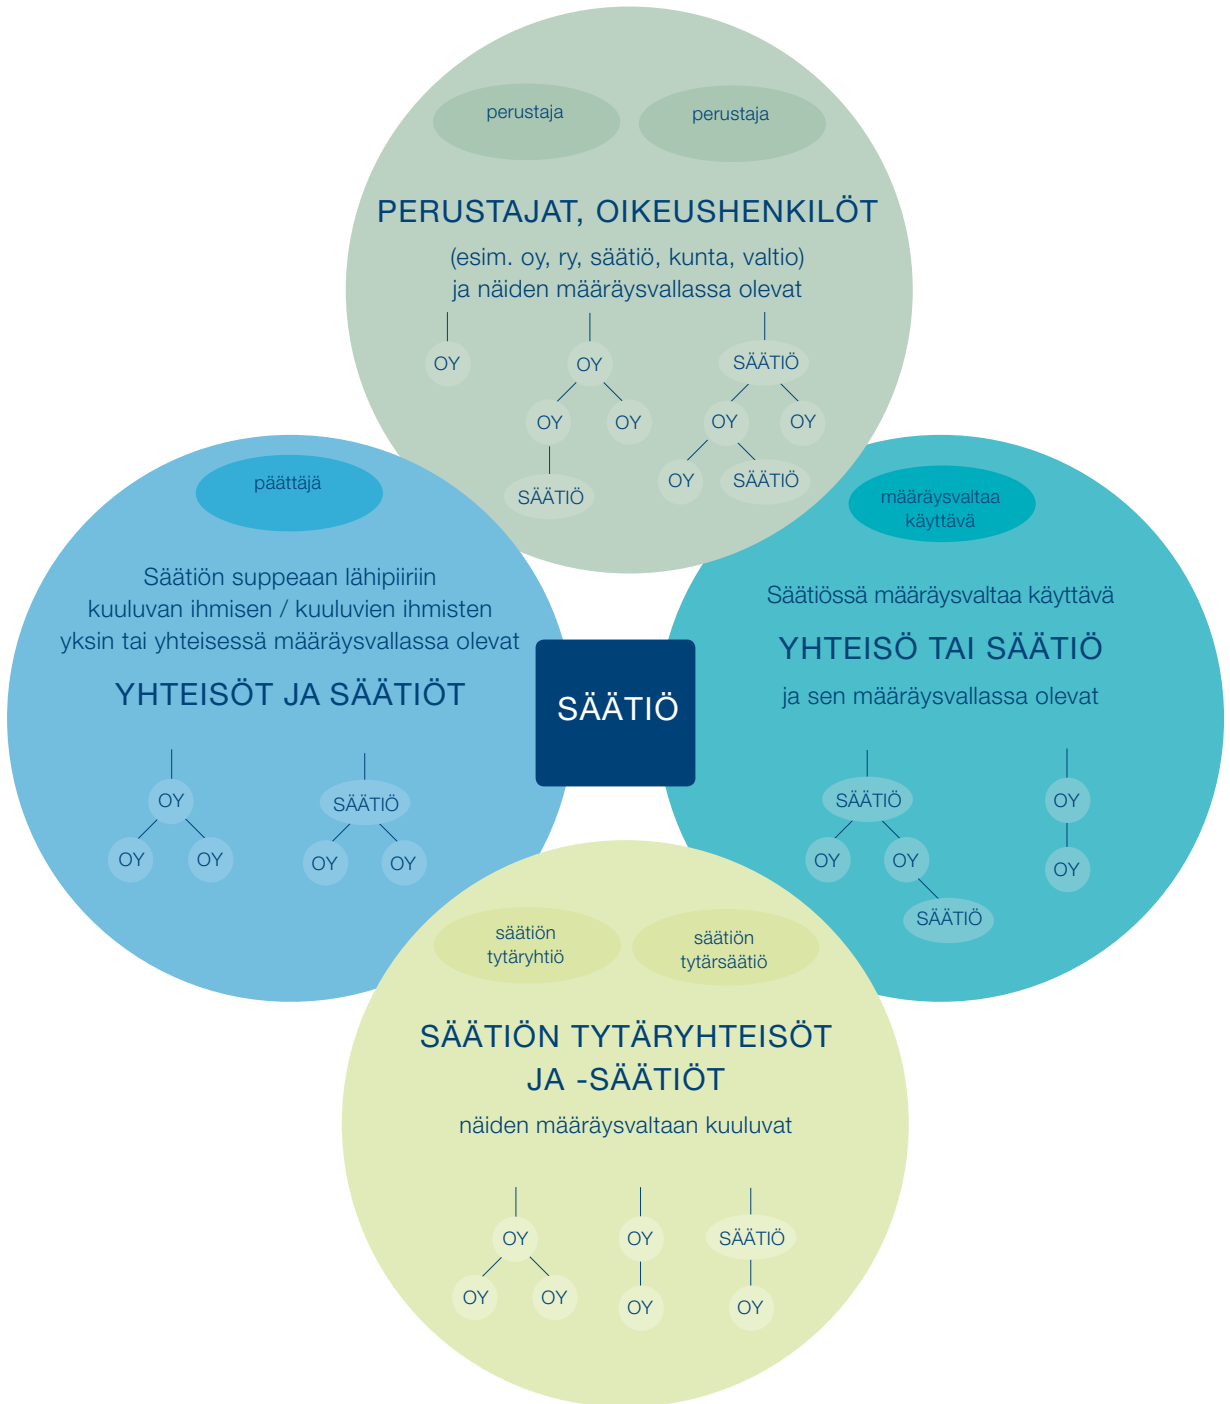 perustaja
perustaja
PERUSTAJAT, OIKEUSHENKILÖT
(esim. oy, ry, säätiö, kunta, valtio)
ja näiden määräysvallassa olevat
OY
OY
SÄÄTIÖ
OY
OY
OY
OY
SÄÄTIÖ
OY
SÄÄTIÖ
päättäjä
Säätiön suppeaan lähipiiriin
kuuluvan ihmisen / kuuluvien ihmisten
yksin tai yhteisessä määräysvallassa olevat
YHTEISÖT JA SÄÄTIÖT
OY
SÄÄTIÖ
OY
OY
OY
OY
SÄÄTIÖ
määräysvaltaa
käyttävä
Säätiössä määräysvaltaa käyttävä
YHTEISÖ TAI SÄÄTIÖ
ja sen määräysvallassa olevat
SÄÄTIÖ
OY
OY
OY
OY
SÄÄTIÖ
säätiön
tytäryhtiö
säätiön
tytärsäätiö
SÄÄTIÖN TYTÄRYHTEISÖT
JA -SÄÄTIÖT
näiden määräysvaltaan kuuluvat
OY
OY
SÄÄTIÖ
OY
OY
OY
OY